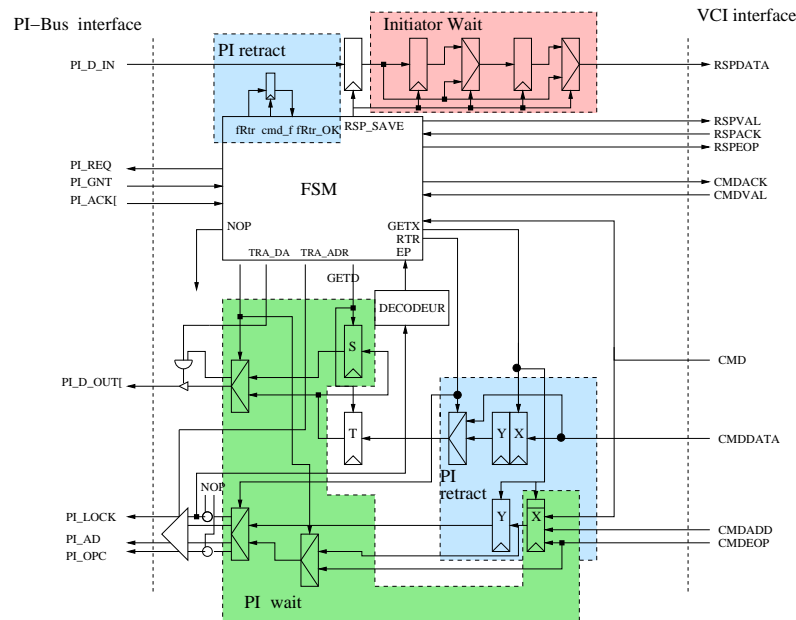 PI-Bus interface
Initiator Wait
VCI interface
PI retract
PI_D_IN
RSPDATA
fRtr cmd_f fRtr_OK
RSP_SAVE
RSPVAL
RSPACK
RSPEOP
PI_REQ
PI_GNT
PI_ACK[
FSM
CMDACK
CMDVAL
NOP
GETX
RTR
EP
TRA_DA
TRA_ADR
GETD
DECODEUR
S
CMD
PI_D_OUT[
T
Y
X
CMDDATA
PI
retract
NOP
PI_LOCK
Y
X
CMDADD
PI_AD
CMDEOP
PI_OPC
PI wait